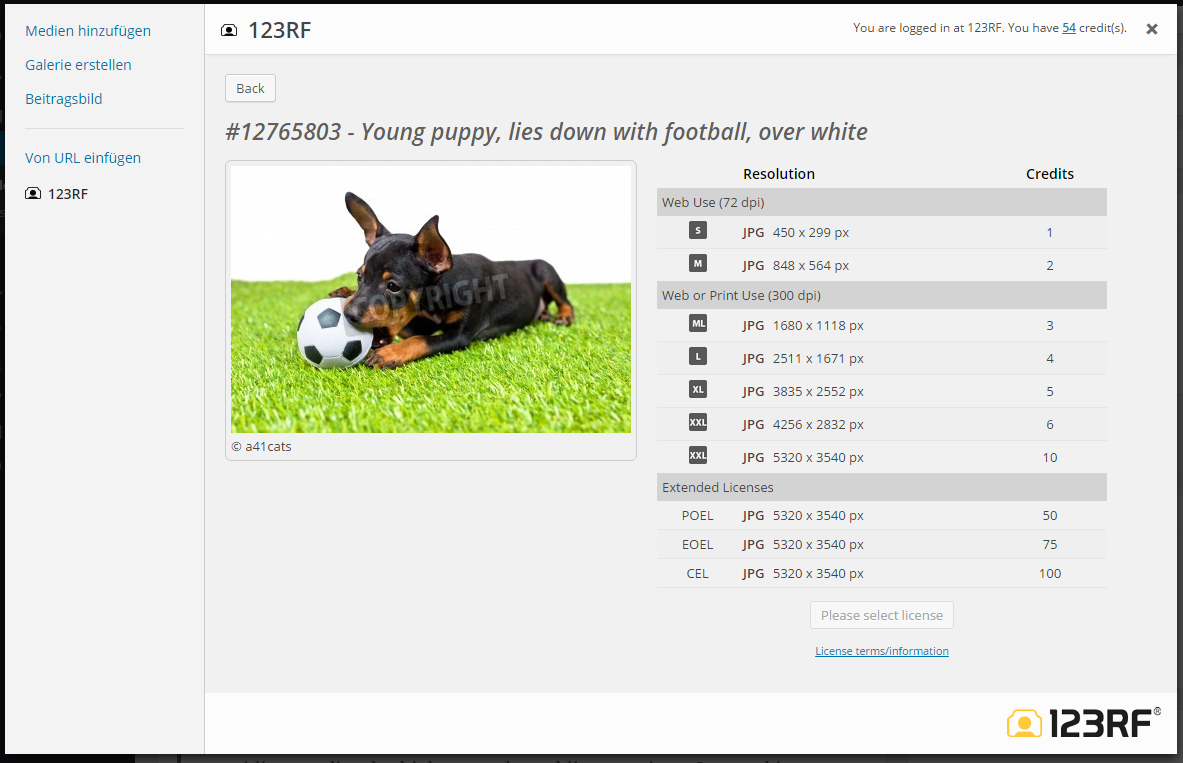 Medien hinzufügen
Galerie erstellen
Beitragsbild
Von URL einfügen
123RF
123RF
You are logged in at 123RF. You have 54 credit(s).
Back
#12765803 - Young puppy, lies down with football, over white
COPYRIGHT
© a41cats
Resolution Credits
Web Use (72 dpi)
S JPG 450 x 299 px 1
M JPG 848 x 564 px 2
Web or Print Use (300 dpi)
ML JPG 1680 x 1118 px 3
L JPG 2511 x 1671 px 4
XL JPG 3835 x 2552 px 5
XXL JPG 4256 x 2832 px 6
XXL JPG 5320 x 3540 px 10
Extended Licenses
POEL JPG 5320 x 3540 px 50
EOEL JPG 5320 x 3540 px 75
CEL JPG 5320 x 3540 px 100
Please select license
License terms/information
123RF®